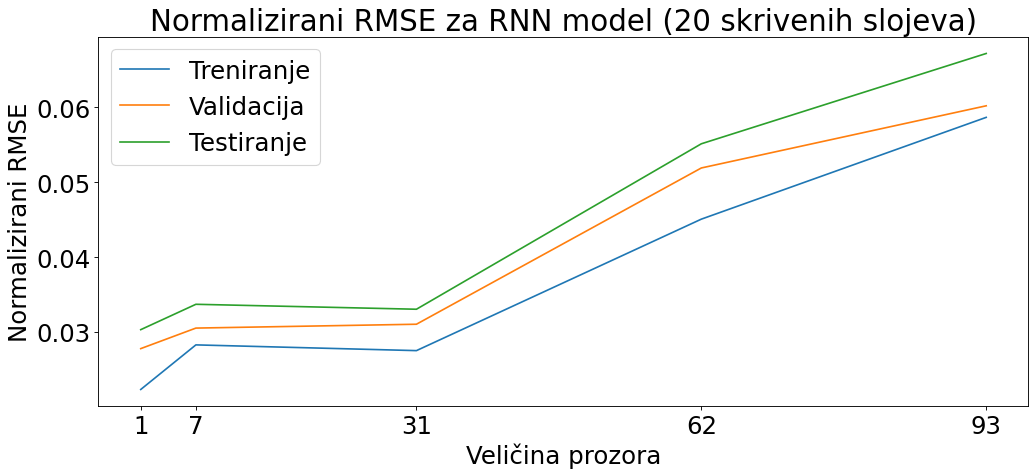 Normalizirani RMSE za RNN model (20 skrivenih slojeva)
Treniranje
Validacija
Testiranje
Normalizirani RMSE
0.06
0.05
0.04
0.03
1 7 31 62 93
Veličina prozora